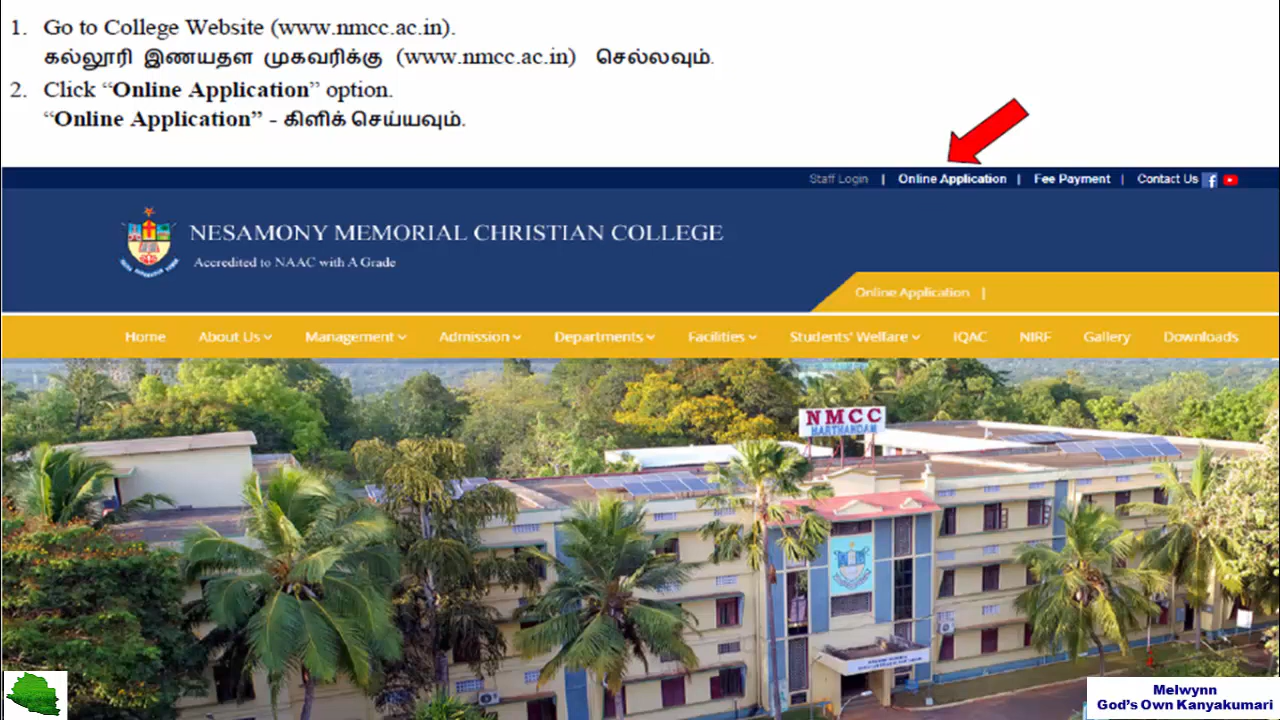 1. Go to College Website (www.nmcc.ac.in).
கல்லூரி இணயதள முகவரிக்கு (www.nmcc.ac.in) செல்லவும்.
2. Click “Online Application” option.
“Online Application” - கிளிக் செய்யவும்.
Staff Login | Online Application | Fee Payment | Contact Us
NESAMONY MEMORIAL CHRISTIAN COLLEGE
Accredited to NAAC with A Grade
Online Application |
Home About Us Management Admission Departments Facilities Students' Welfare IQAC NIRF Gallery Downloads
NMCC
MARTHANDAM
Melwynn
God's Own Kanyakumari